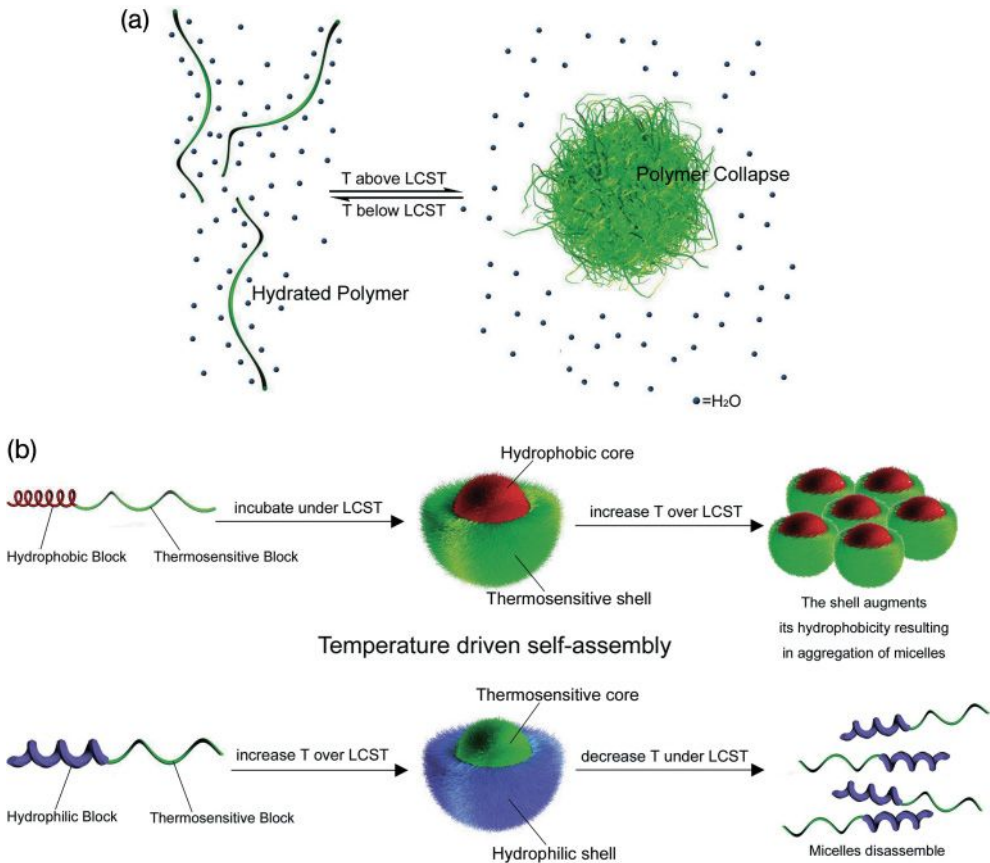 (a)
T above LCST
T below LCST
Polymer Collapse
Hydrated Polymer
=H₂O
(b)
Hydrophobic Block
Thermosensitive Block
incubate under LCST
Hydrophobic core
Thermosensitive shell
increase T over LCST
The shell augments
its hydrophobicity resulting
in aggregation of micelles
Temperature driven self-assembly
Hydrophilic Block
Thermosensitive Block
increase T over LCST
Thermosensitive core
Hydrophilic shell
decrease T under LCST
Micelles disassemble